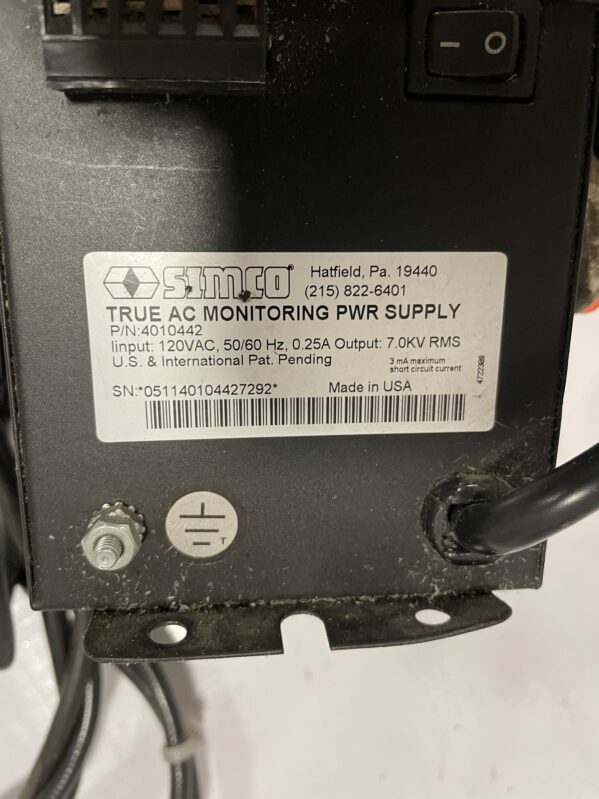 — O
SIMCO® Hatfield, Pa. 19440
(215) 822-6401
TRUE AC MONITORING PWR SUPPLY
P/N:4010442
Iinput: 120VAC, 50/60 Hz, 0.25A Output: 7.0KV RMS
U.S. & International Pat. Pending
3 mA maximum
short circuit current
4722389
SN:*051140104427292*
Made in USA
T